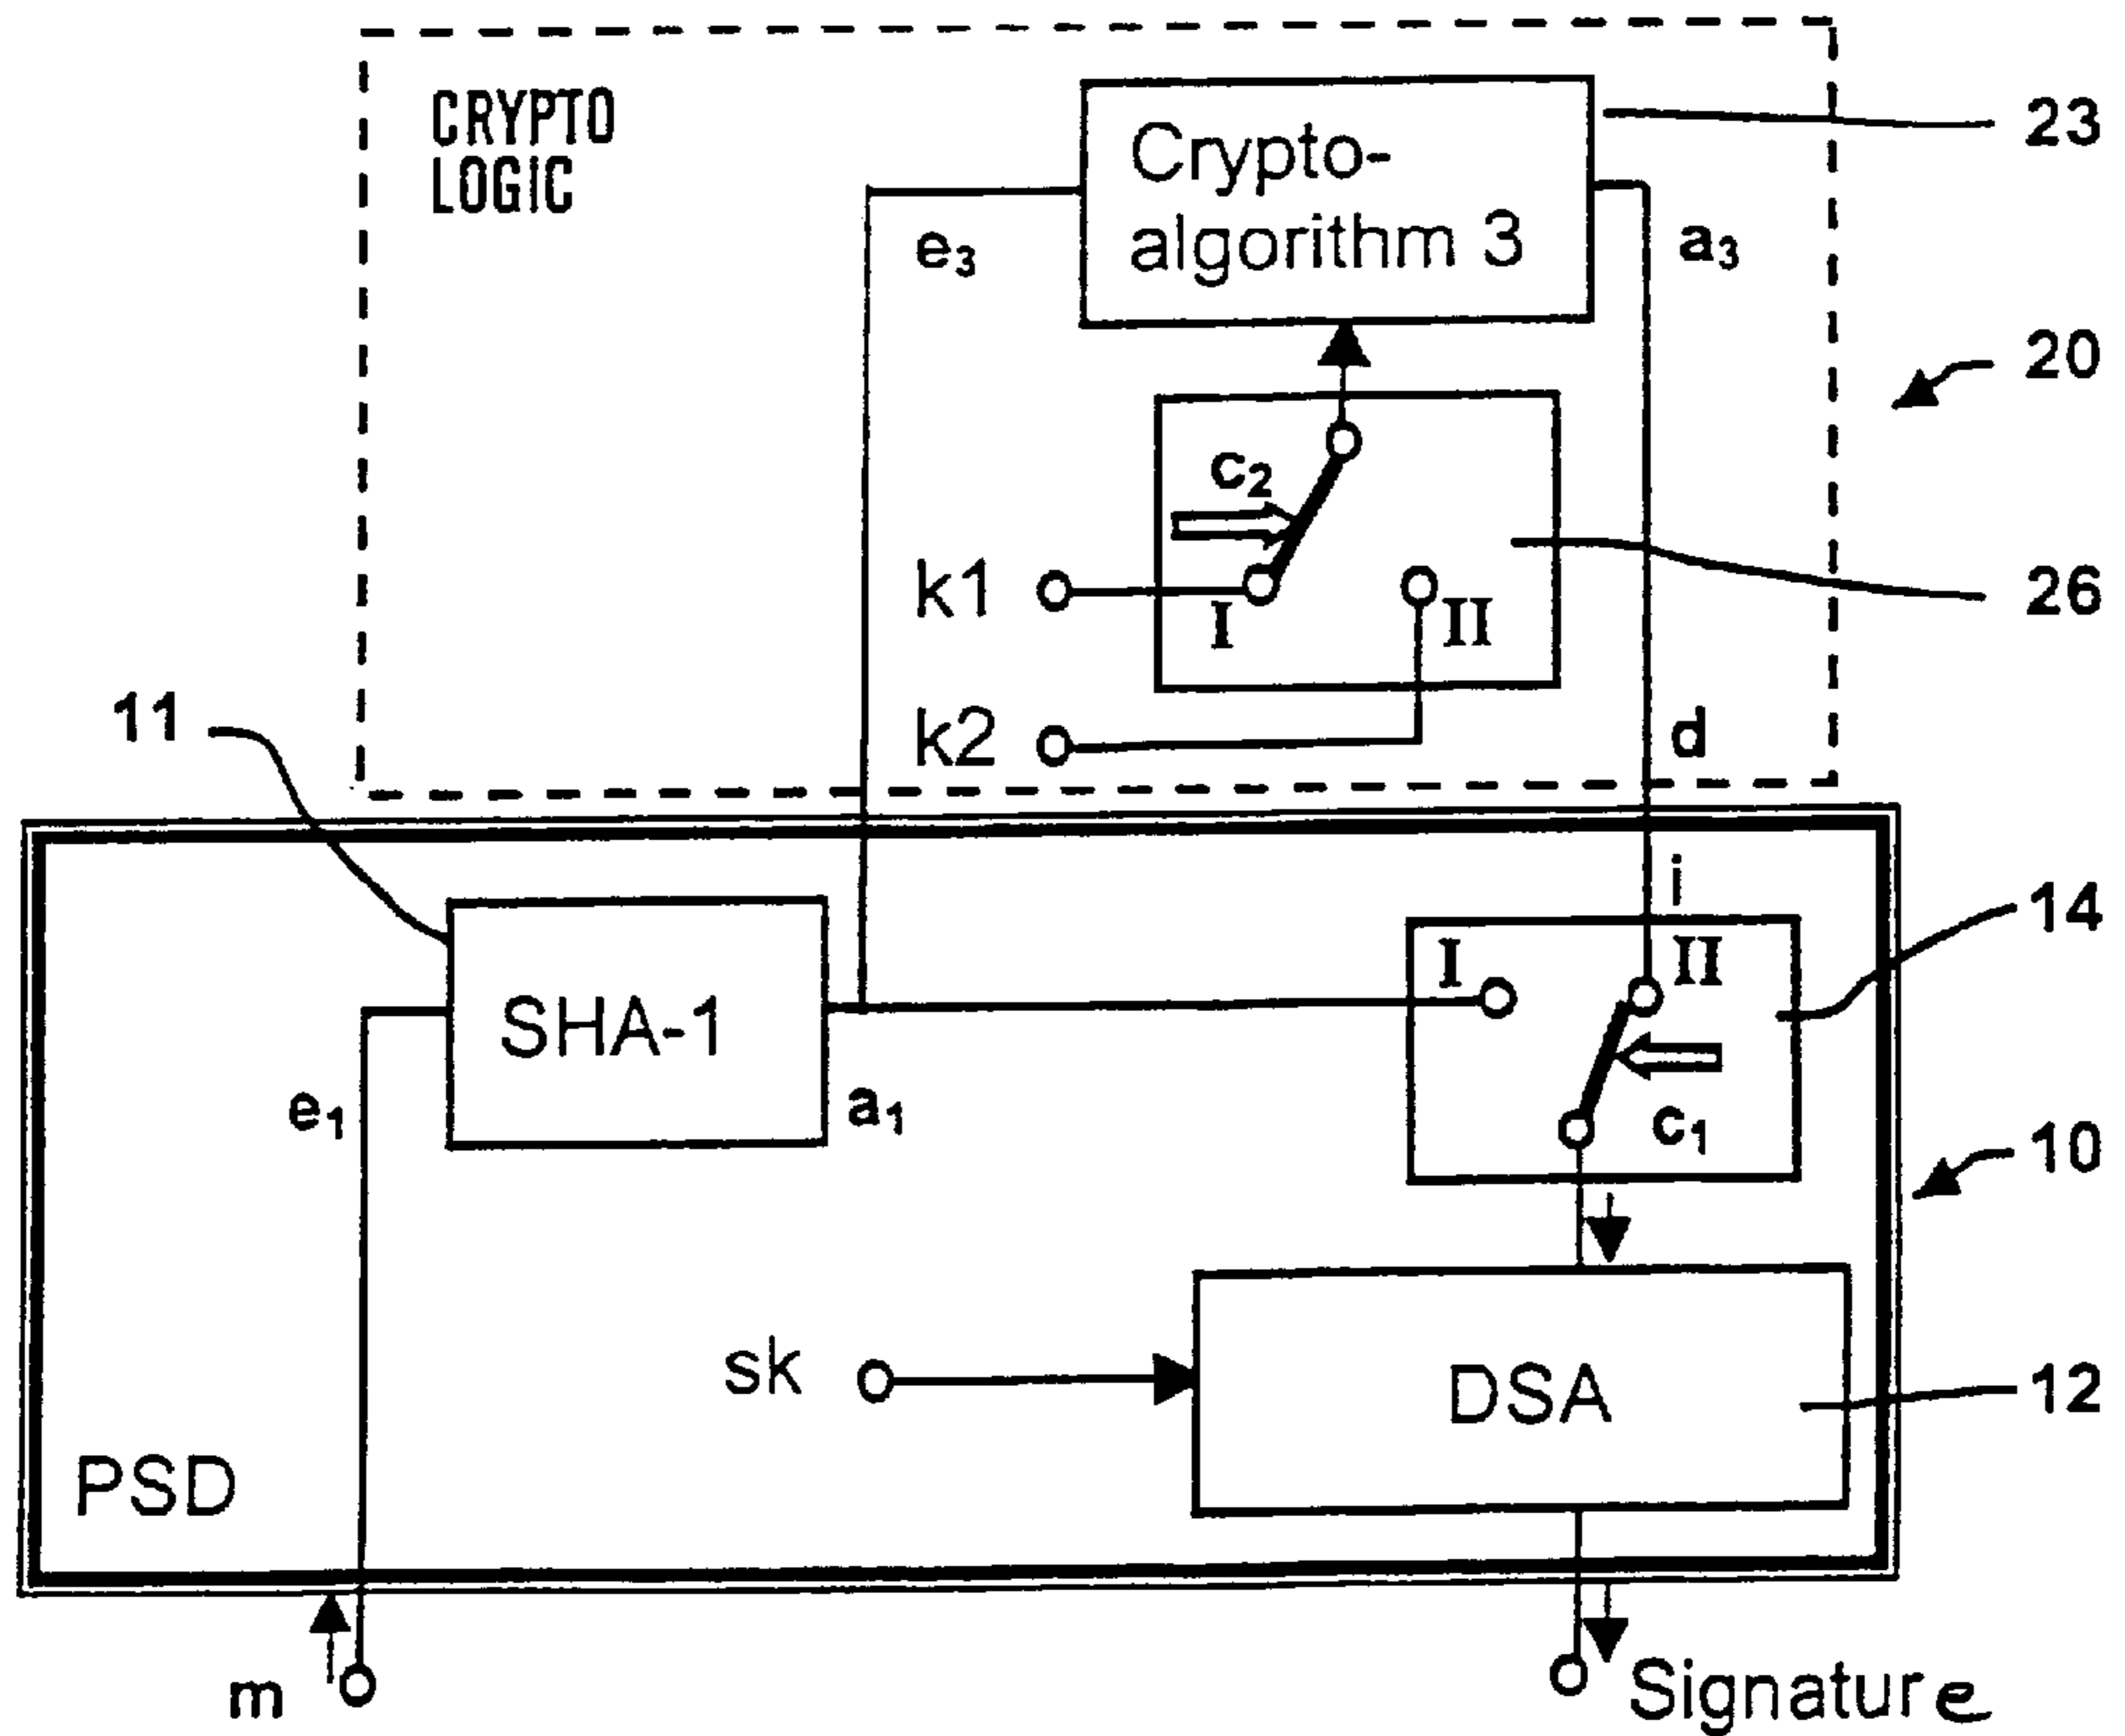 CRYPTO
LOGIC
Crypto-
algorithm 3
23
e₃
a₃
20
c₂
k1
I
II
26
k2
d
11
i
14
I
II
SHA-1
e₁
a₁
c₁
10
sk
DSA
12
PSD
m
Signature